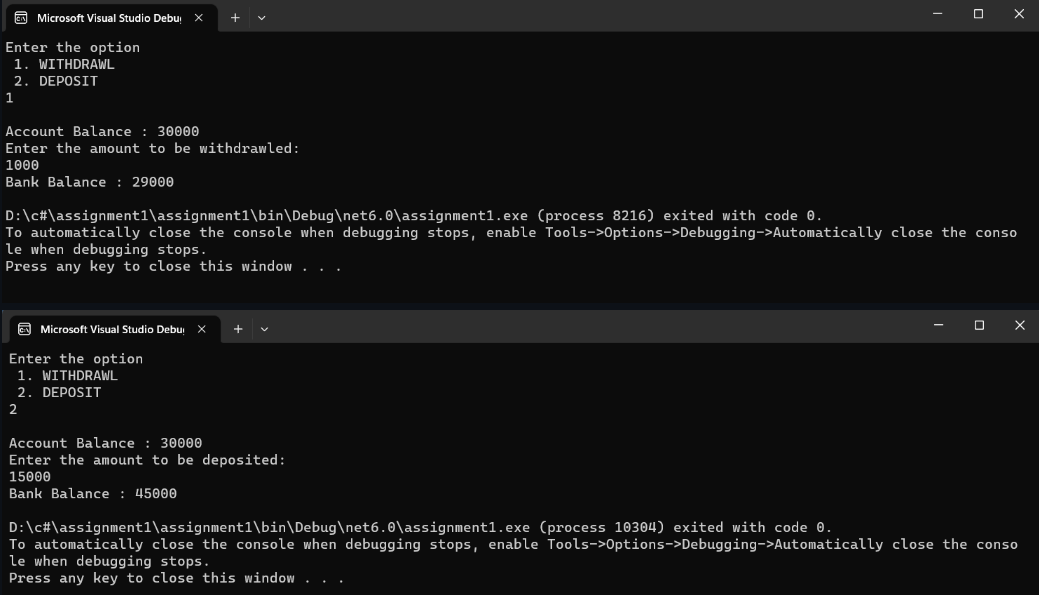 Microsoft Visual Studio Debu
Enter the option
1. WITHDRAWL
2. DEPOSIT
1
Account Balance : 30000
Enter the amount to be withdrawled:
1000
Bank Balance : 29000
D:\c#\assignment1\assignment1\bin\Debug\net6.0\assignment1.exe (process 8216) exited with code 0.
To automatically close the console when debugging stops, enable Tools->Options->Debugging->Automatically close the conso
le when debugging stops.
Press any key to close this window . . .
Microsoft Visual Studio Debu
Enter the option
1. WITHDRAWL
2. DEPOSIT
2
Account Balance : 30000
Enter the amount to be deposited:
15000
Bank Balance : 45000
D:\c#\assignment1\assignment1\bin\Debug\net6.0\assignment1.exe (process 10304) exited with code 0.
To automatically close the console when debugging stops, enable Tools->Options->Debugging->Automatically close the conso
le when debugging stops.
Press any key to close this window . . .